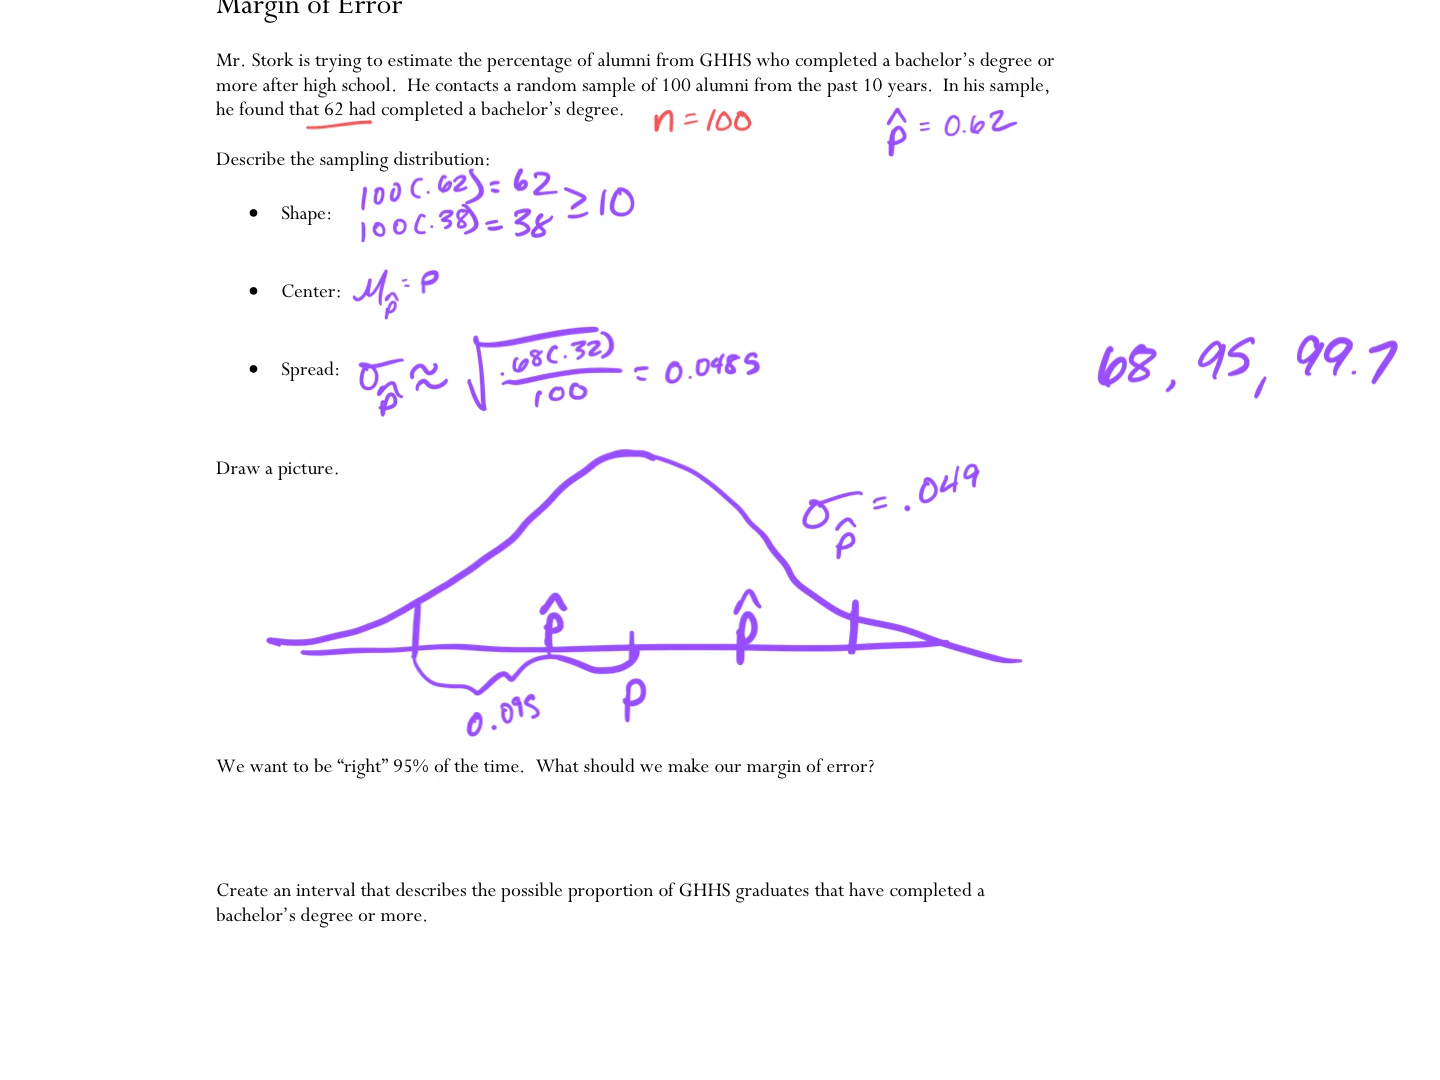 Margin of Error
Mr. Stork is trying to estimate the percentage of alumni from GHHS who completed a bachelor's degree or
more after high school. He contacts a random sample of 100 alumni from the past 10 years. In his sample,
he found that 62 had completed a bachelor's degree.
n = 100
p̂ = 0.62
Describe the sampling distribution:
• Shape:
100(.62) = 62
100(.38) = 38
≥ 10
• Center: μp̂ = p
• Spread: σp̂ ≈ √(.68(.32)/100) = 0.0485
68, 95, 99.7
Draw a picture.
σp̂ = .049
p̂ p̂
0.095
p
We want to be “right” 95% of the time. What should we make our margin of error?
Create an interval that describes the possible proportion of GHHS graduates that have completed a
bachelor's degree or more.